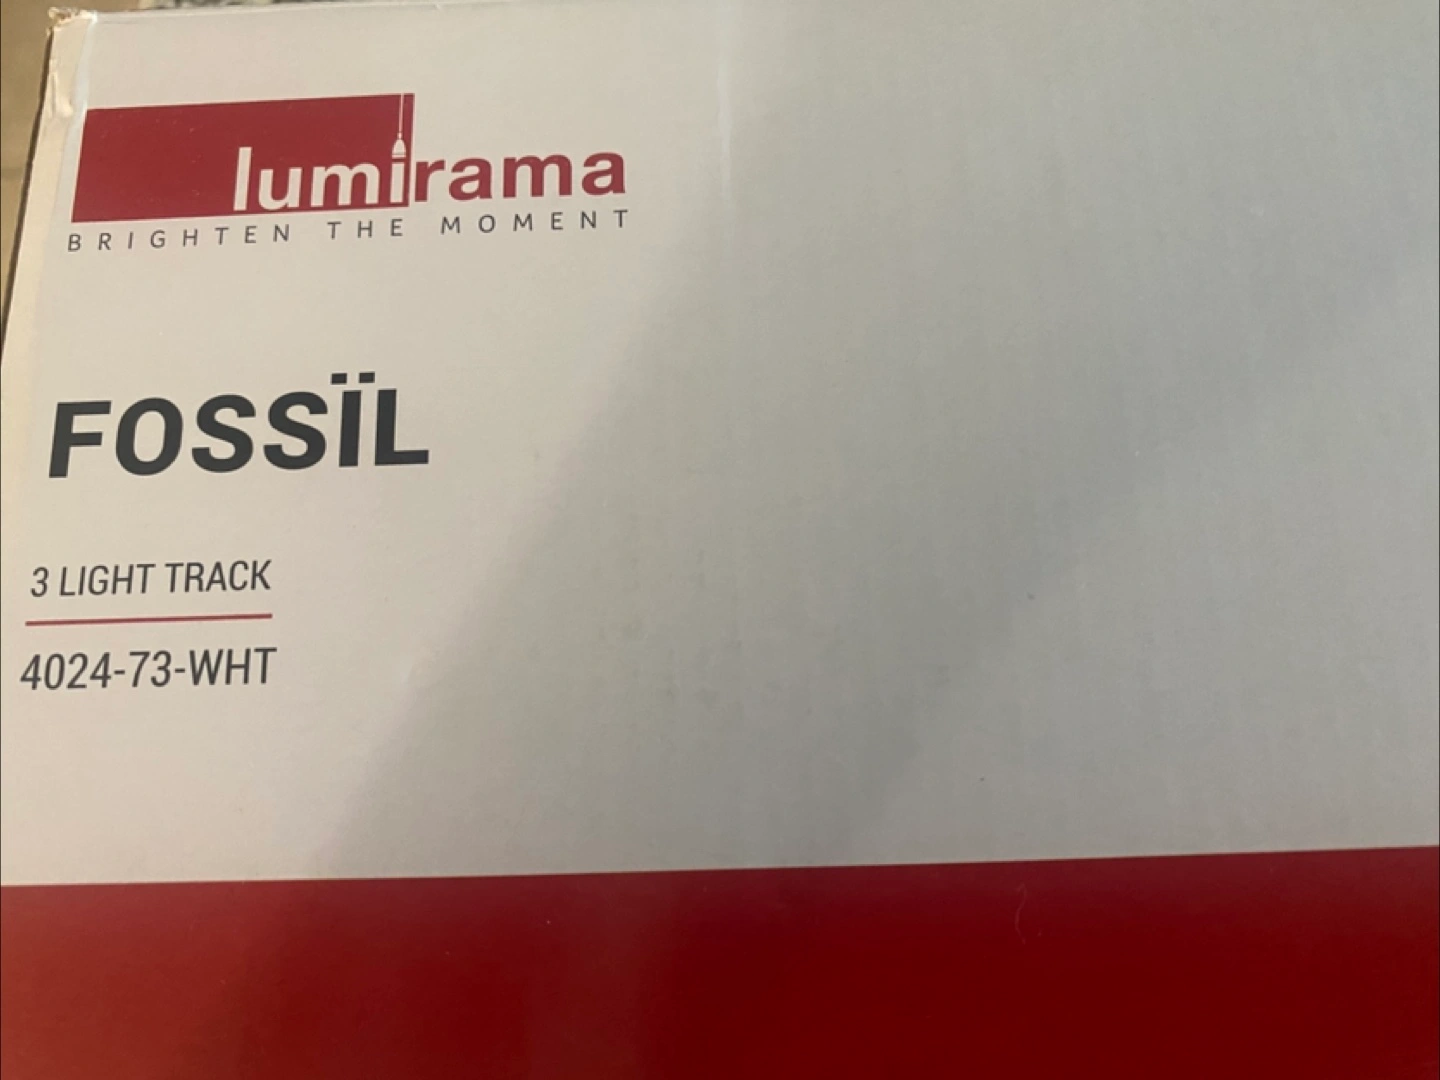 lumirama
BRIGHTEN THE MOMENT
FOSSÏL
3 LIGHT TRACK
4024-73-WHT